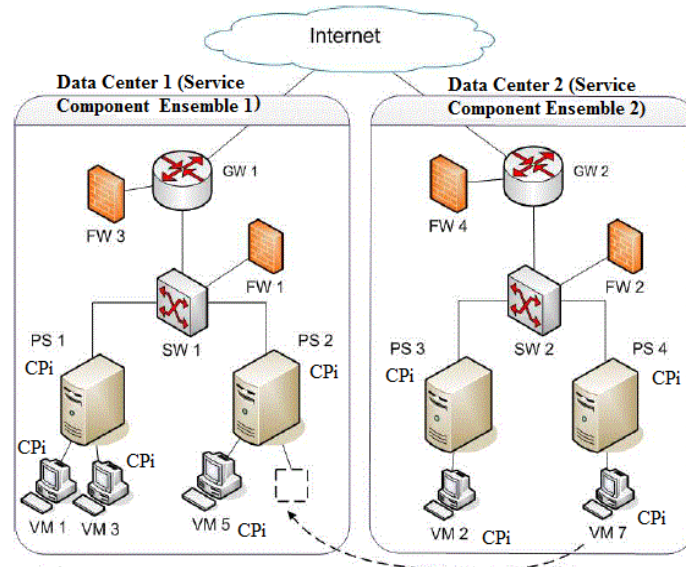 Internet
Data Center 1 (Service
Component Ensemble 1)
Data Center 2 (Service
Component Ensemble 2)
GW 1
GW 2
FW 3
FW 4
FW 1
FW 2
SW 1
SW 2
PS 1
CPi
PS 2
CPi
PS 3
CPi
PS 4
CPi
CPi
CPi
VM 1
VM 3
VM 5
CPi
VM 2
CPi
VM 7
CPi